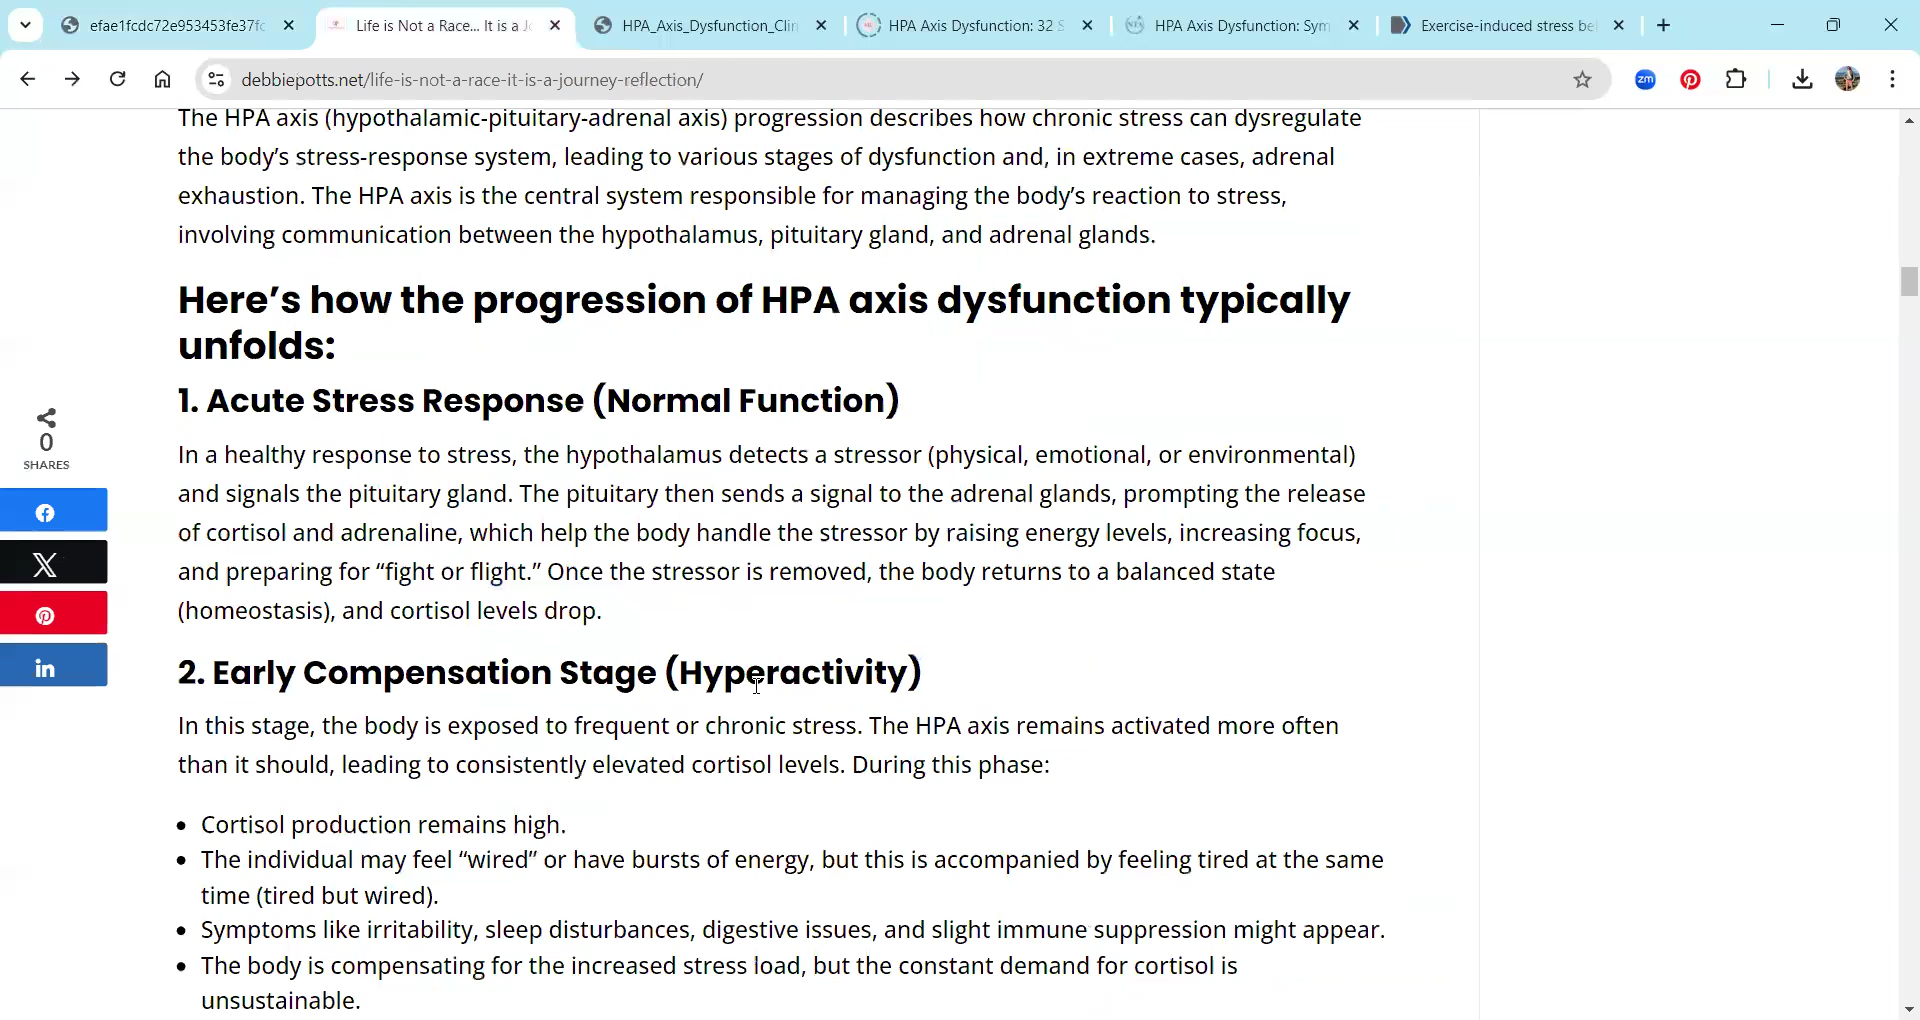 efae1fcdc72e953453fe37fc
Life is Not a Race... It is a Jo
HPA_Axis_Dysfunction_Clin
HPA Axis Dysfunction: 32 S
HPA Axis Dysfunction: Sym
Exercise-induced stress be
debbiepotts.net/life-is-not-a-race-it-is-a-journey-reflection/
zm
The HPA axis (hypothalamic-pituitary-adrenal axis) progression describes how chronic stress can dysregulate
the body’s stress-response system, leading to various stages of dysfunction and, in extreme cases, adrenal
exhaustion. The HPA axis is the central system responsible for managing the body’s reaction to stress,
involving communication between the hypothalamus, pituitary gland, and adrenal glands.
Here’s how the progression of HPA axis dysfunction typically
unfolds:
1. Acute Stress Response (Normal Function)
In a healthy response to stress, the hypothalamus detects a stressor (physical, emotional, or environmental)
and signals the pituitary gland. The pituitary then sends a signal to the adrenal glands, prompting the release
of cortisol and adrenaline, which help the body handle the stressor by raising energy levels, increasing focus,
and preparing for “fight or flight.” Once the stressor is removed, the body returns to a balanced state
(homeostasis), and cortisol levels drop.
0
SHARES
2. Early Compensation Stage (Hyperactivity)
In this stage, the body is exposed to frequent or chronic stress. The HPA axis remains activated more often
than it should, leading to consistently elevated cortisol levels. During this phase:
• Cortisol production remains high.
• The individual may feel “wired” or have bursts of energy, but this is accompanied by feeling tired at the same
time (tired but wired).
• Symptoms like irritability, sleep disturbances, digestive issues, and slight immune suppression might appear.
• The body is compensating for the increased stress load, but the constant demand for cortisol is
unsustainable.